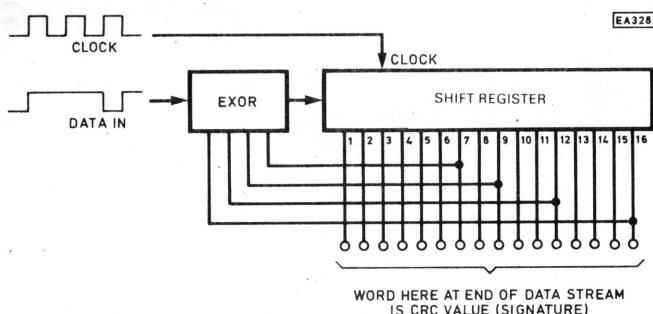 EA328
CLOCK
CLOCK
DATA IN
EXOR
SHIFT REGISTER
1 2 3 4 5 6 7 8 9 10 11 12 13 14 15 16
WORD HERE AT END OF DATA STREAM
IS CRC VALUE (SIGNATURE)